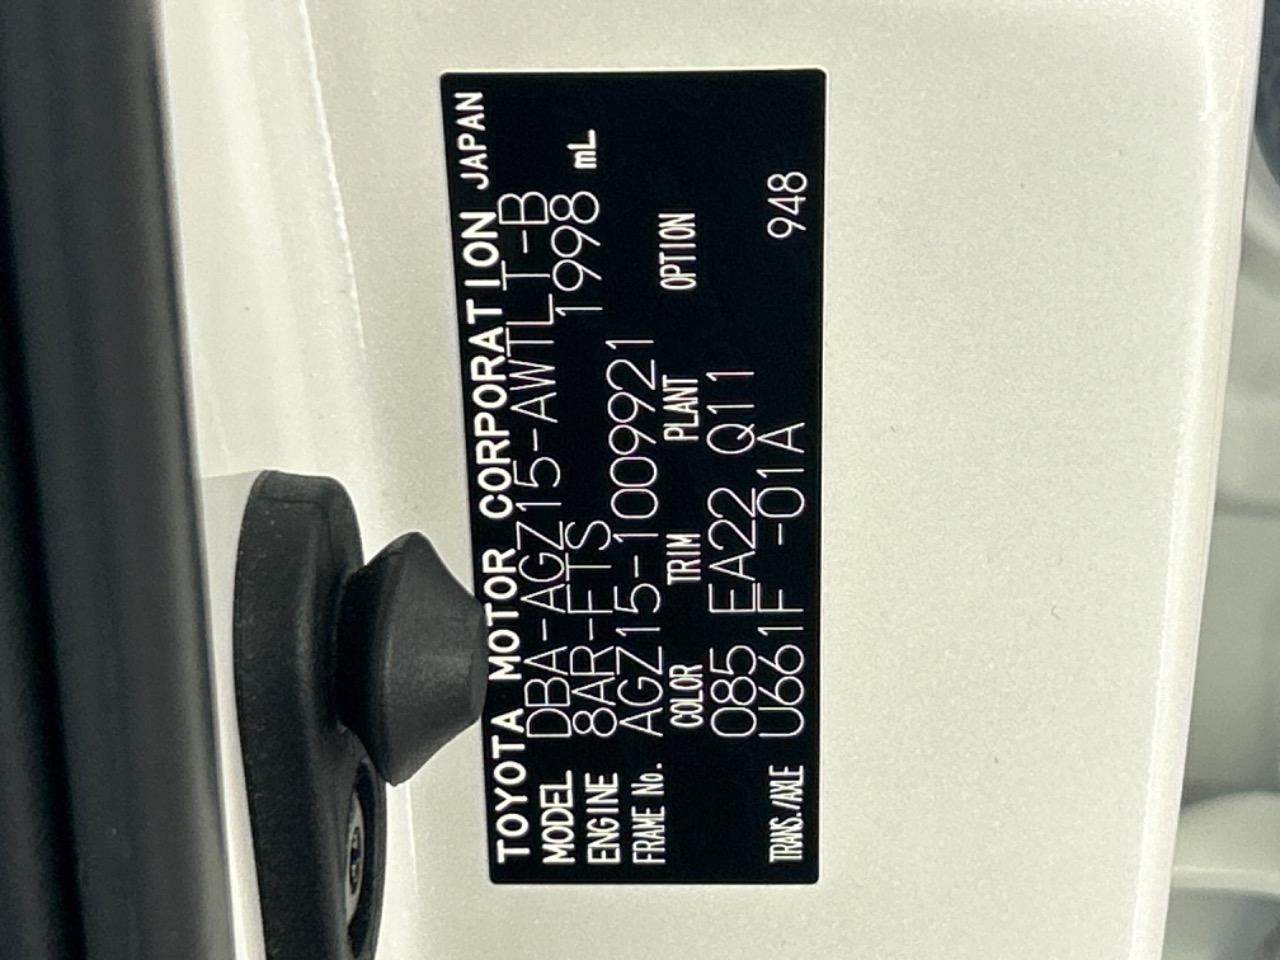 TOYOTA MOTOR CORPORATION JAPAN
MODEL DBA-AGZ15-AWTLT-B
ENGINE 8AR-FTS 1998 mL
FRAME No. AGZ15-1009921
COLOR TRIM PLANT OPTION
085 EA22 Q11
TRANS./AXLE U661F -01A 948